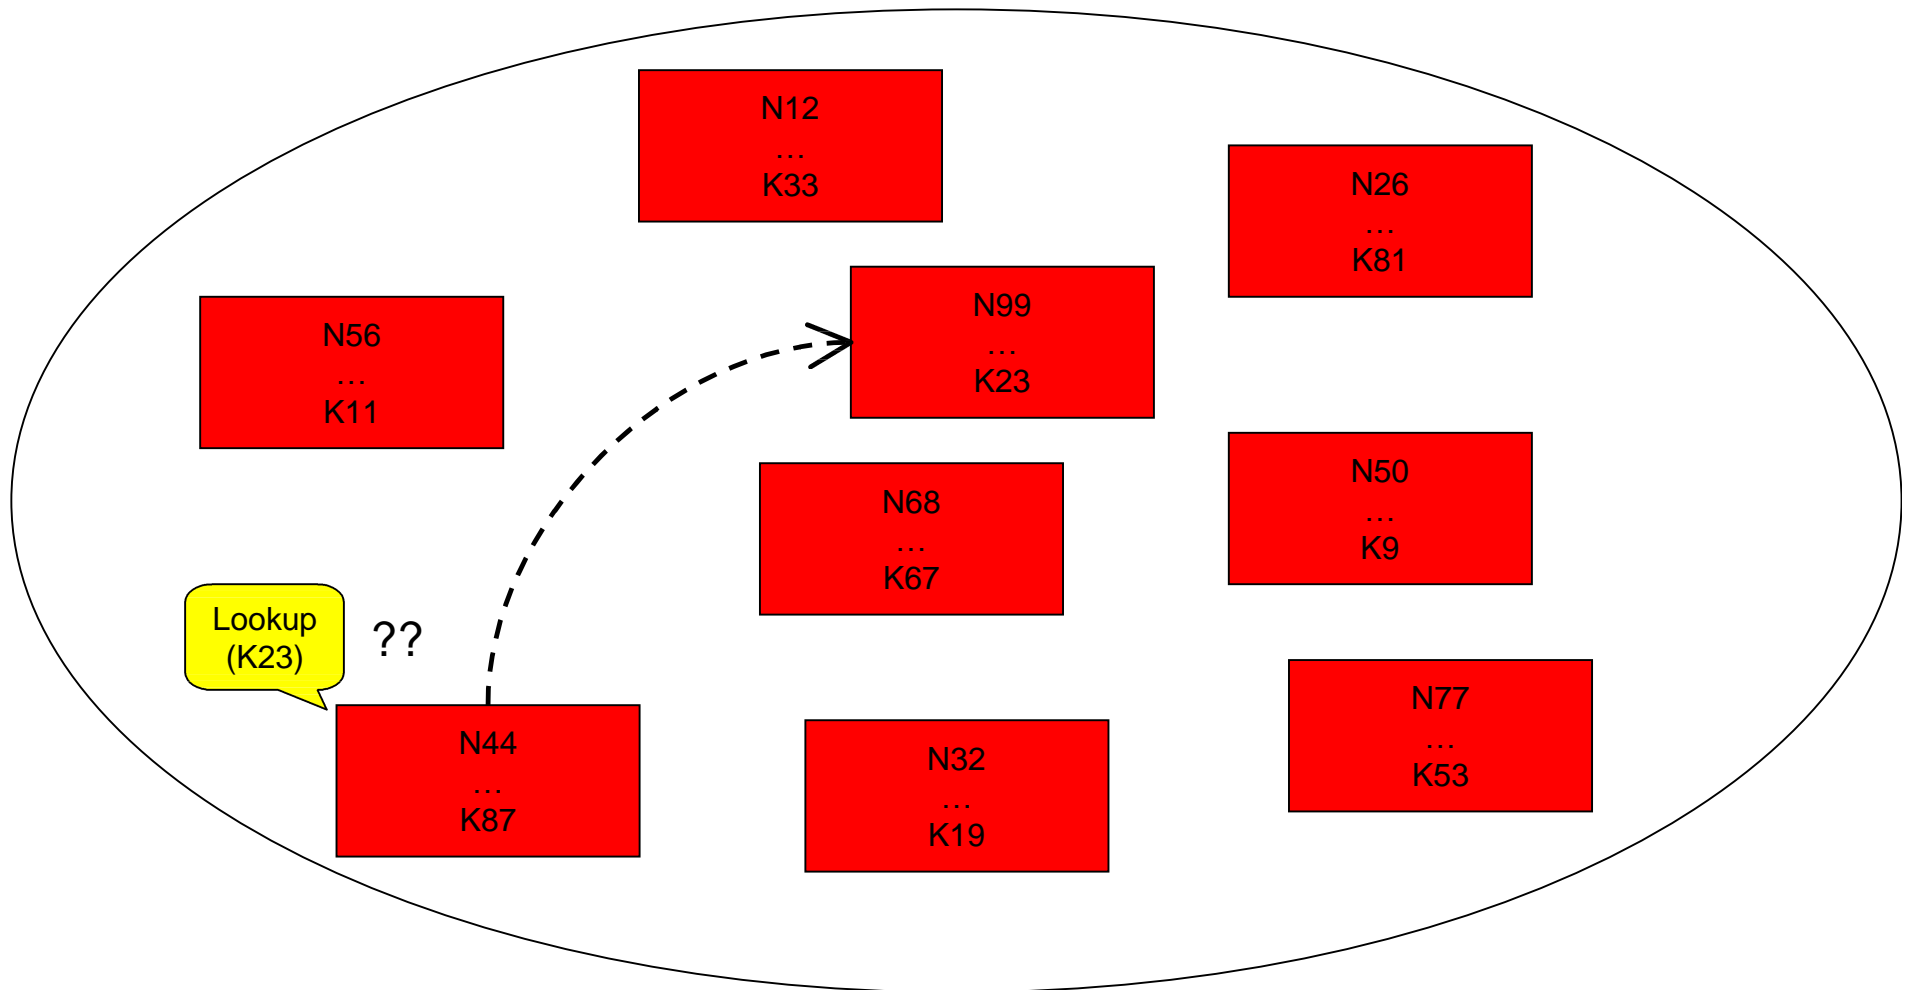 N12
…
K33
N26
…
K81
N99
…
K23
N56
…
K11
N68
…
K67
N50
…
K9
Lookup
(K23)
??
N44
…
K87
N32
…
K19
N77
…
K53